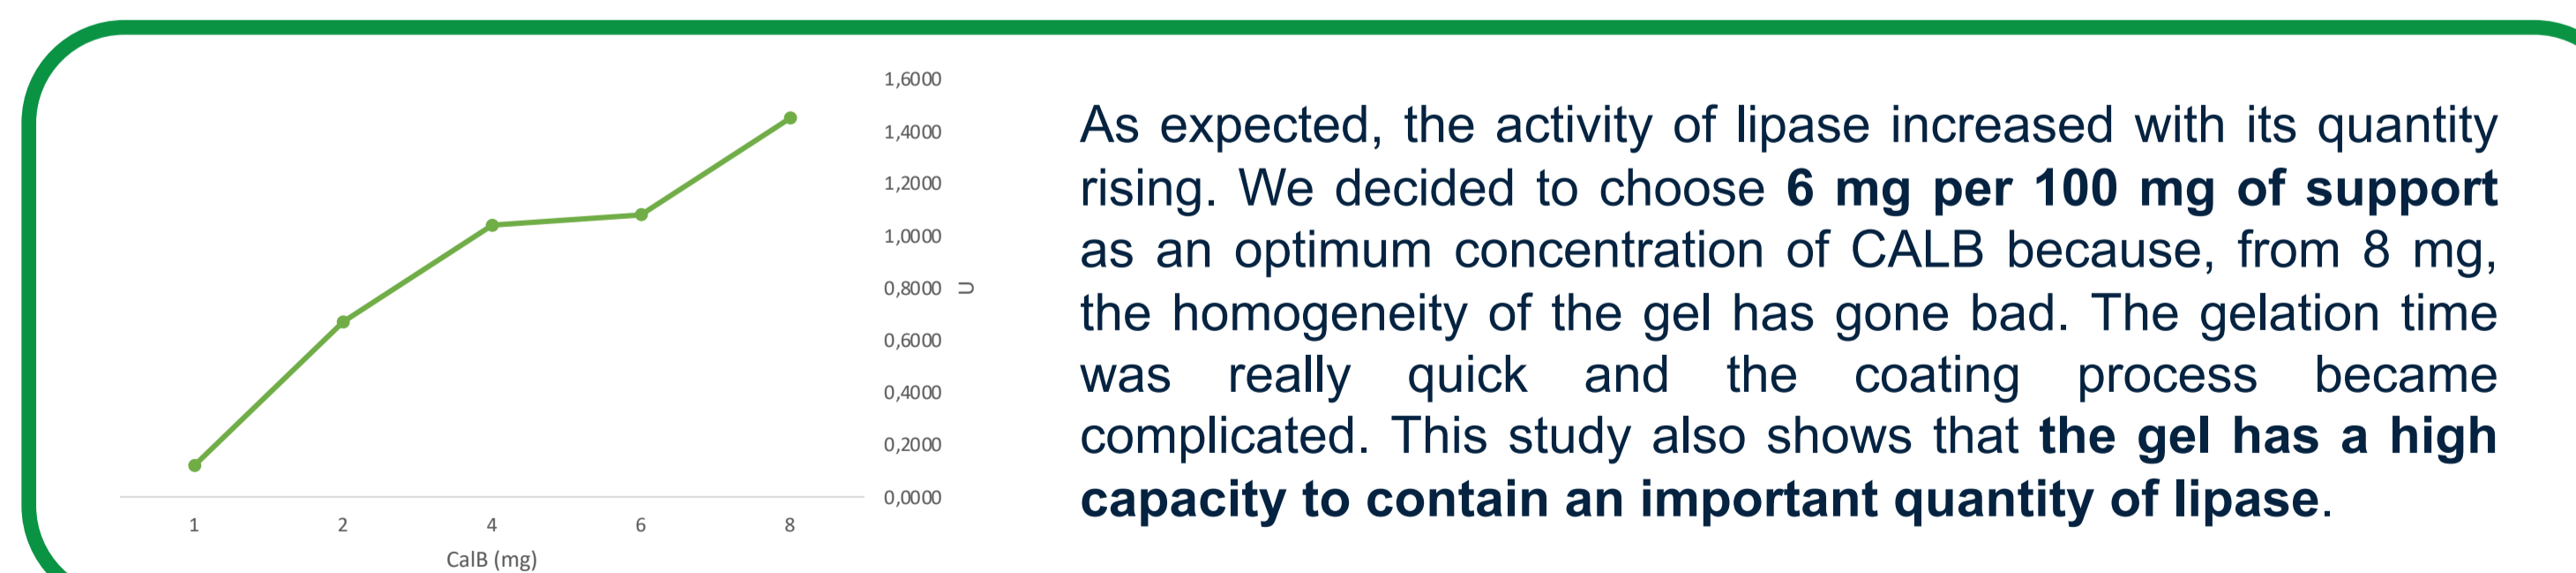 1,6000
1,4000
1,2000
1,0000
0,8000
0,6000
0,4000
0,2000
0,0000
U
1 2 4 6 8
CalB (mg)
As expected, the activity of lipase increased with its quantity
rising. We decided to choose 6 mg per 100 mg of support
as an optimum concentration of CALB because, from 8 mg,
the homogeneity of the gel has gone bad. The gelation time
was really quick and the coating process became
complicated. This study also shows that the gel has a high
capacity to contain an important quantity of lipase.